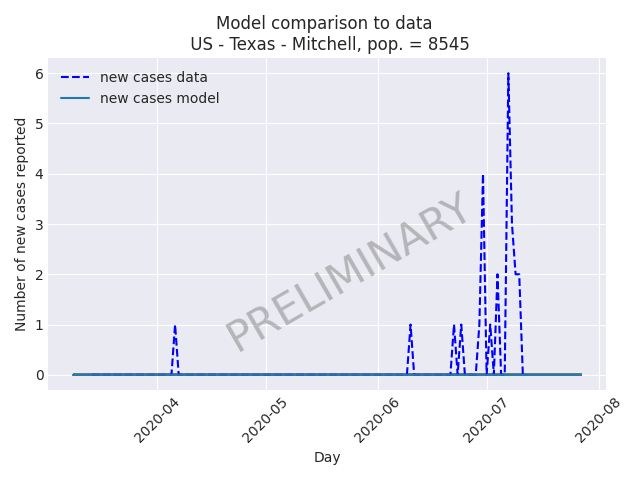 Model comparison to data
US - Texas - Mitchell, pop. = 8545
new cases data
new cases model
Number of new cases reported
6
5
4
3
2
1
0
PRELIMINARY
2020-04
2020-05
2020-06
2020-07
2020-08
Day